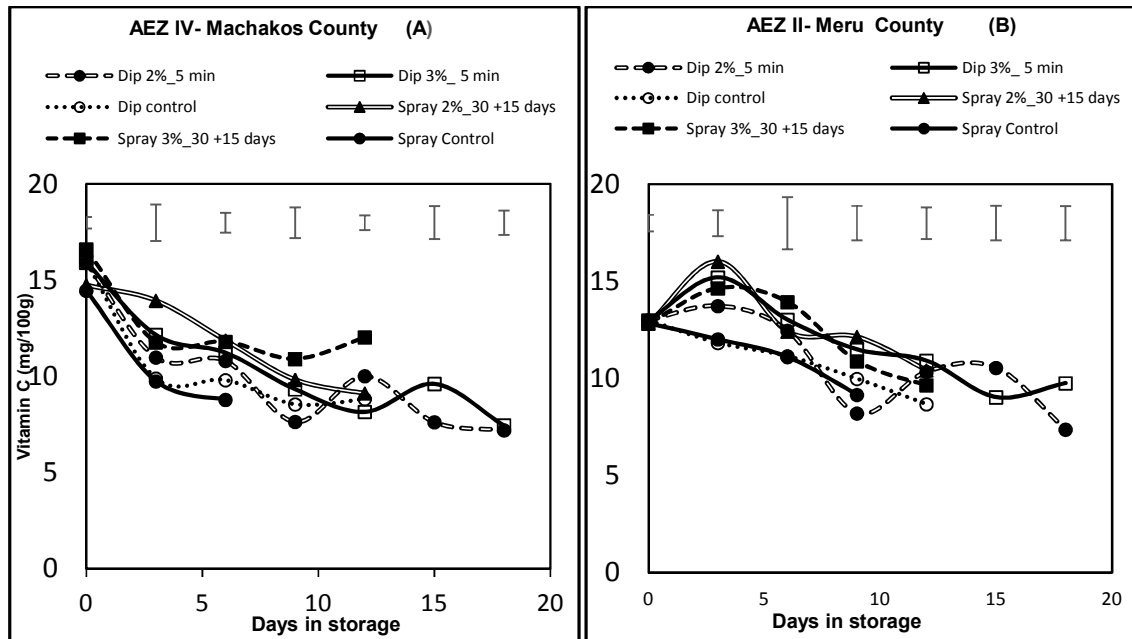 AEZ IV- Machakos County (A)
Dip 2%_5 min
Dip 3%_ 5 min
Dip control
Spray 2%_30 +15 days
Spray 3%_30 +15 days
Spray Control
Vitamin C (mg/100g)
20
15
10
5
0
0 5 10 15 20
Days in storage
AEZ II- Meru County (B)
Dip 2%_5 min
Dip 3%_ 5 min
Dip control
Spray 2%_30 +15 days
Spray 3%_30 +15 days
Spray Control
20
15
10
5
0
0 5 10 15 20
Days in storage